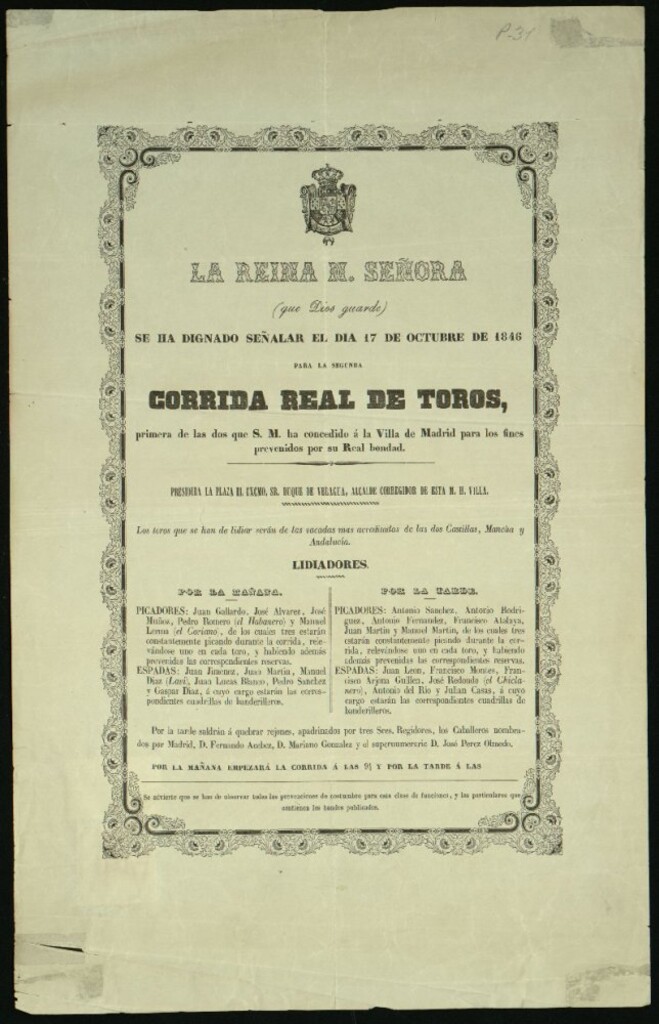 P-31
LA REINA N. SEÑORA
(que Dios guarde)
SE HA DIGNADO SEÑALAR EL DIA 17 DE OCTUBRE DE 1846
PARA LA SEGUNDA
CORRIDA REAL DE TOROS,
primera de las dos que S. M. ha concedido á la Villa de Madrid para los fines
prevenidos por su Real bondad.
PRESIDIRA LA PLAZA EL EXCMO. SR. DUQUE DE VERAGUA, ALCALDE CORREGIDOR DE ESTA M. H. VILLA.
Los toros que se han de lidiar serán de las vacadas mas acreditadas de las dos Castillas, Mancha y
Andalucía.
LIDIADORES.
POR LA MAÑANA.
PICADORES: Juan Gallardo, José Alvarez, José
Muñoz, Pedro Romero (el Habanero) y Manuel
Lerma (el Coriano), de los cuales tres estarán
constantemente picando durante la corrida, rele-
vándose uno en cada toro, y habiendo además
prevenidos las correspondientes reservas.
ESPADAS: Juan Jimenez, Juan Martin, Manuel
Diaz (Lavi), Juan Lucas Blanco, Pedro Sanchez
y Gaspar Diaz, á cuyo cargo estarán las corres-
pondientes cuadrillas de banderilleros.
POR LA TARDE.
PICADORES: Antonio Sanchez, Antonio Rodri-
guez, Antonio Fernandez, Francisco Atalaya,
Juan Martin y Manuel Martin, de los cuales tres
estarán constantemente picando durante la cor-
rida, relevándose uno en cada toro, y habiendo
además prevenidas las correspondientes reservas.
ESPADAS: Juan Leon, Francisco Montes, Fran-
cisco Arjona Guillen, José Redondo (el Chicla-
nero), Antonio del Rio y Julian Casas, á cuyo
cargo estarán las correspondientes cuadrillas de
banderilleros.
Por la tarde saldrán á quebrar rejones, apadrinados por tres Sres. Regidores, los Caballeros nombra-
dos por Madrid, D. Fernando D. Mariano Gonzalez y el supernumerario D. José Perez Olmedo.
POR LA MAÑANA EMPEZARÁ LA CORRIDA Á LAS 9½ Y POR LA TARDE Á LAS
Se advierte que se han de observar todas las prevenciones de costumbre para esta clase de funciones, y las particulares que
contienen los bandos publicados.